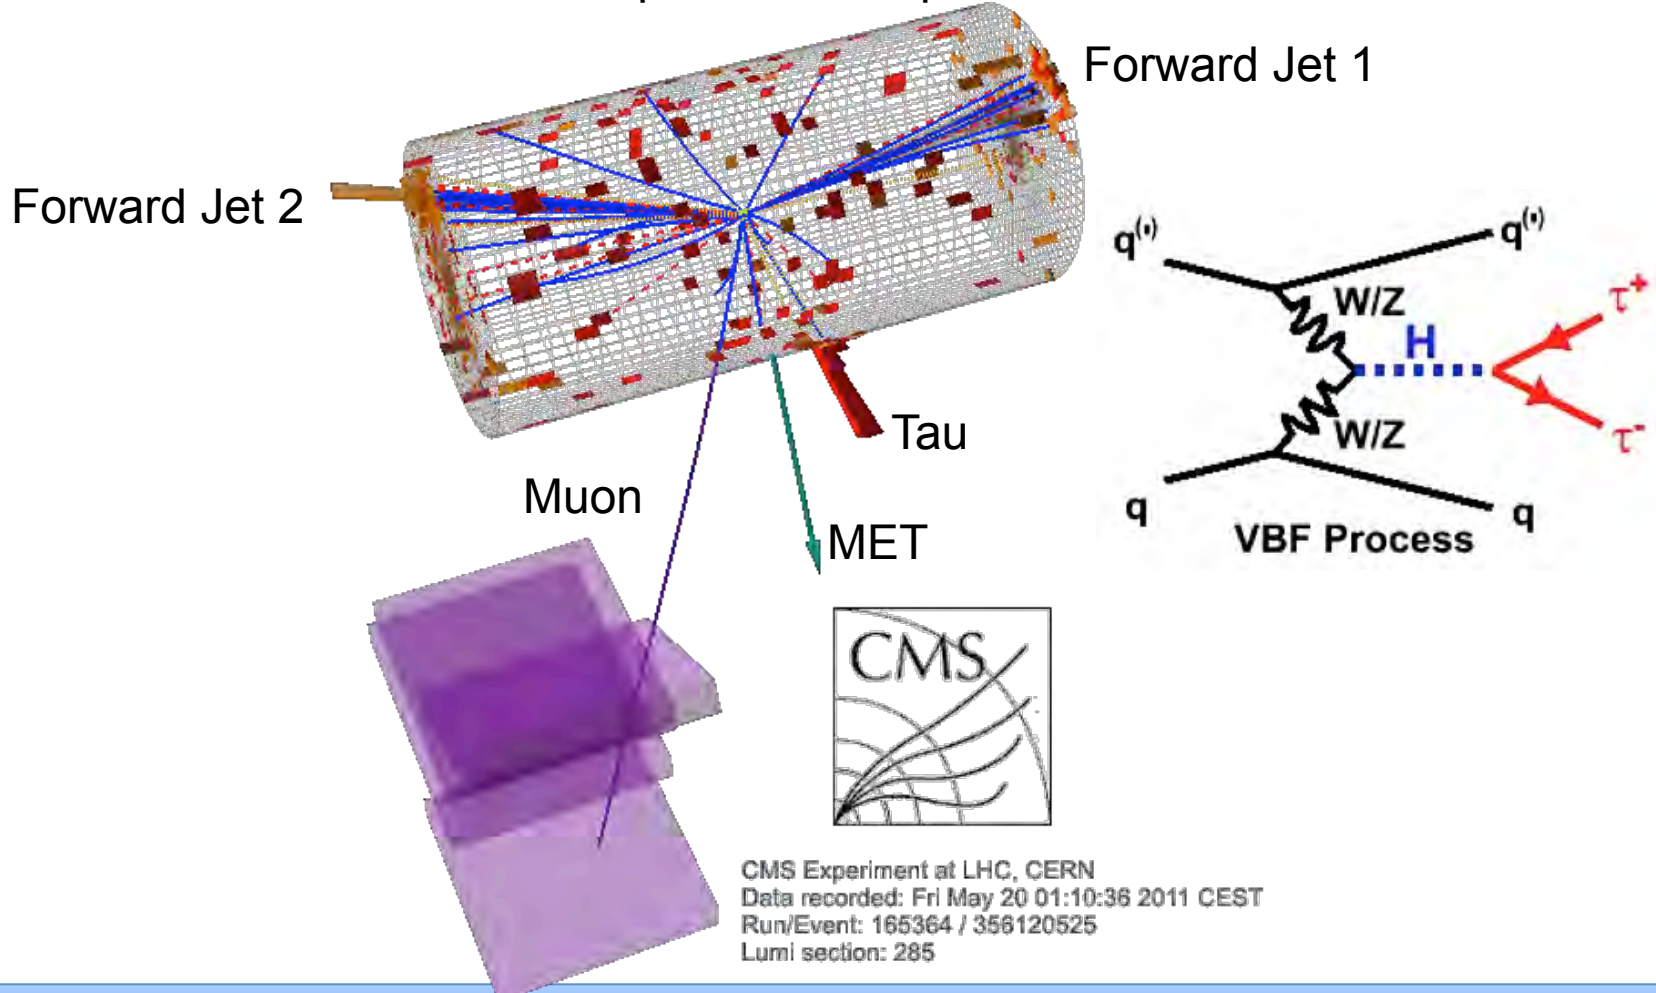 Forward Jet 1
Forward Jet 2
q⁽'⁾
q⁽'⁾
W/Z
τ⁺
H
Tau
W/Z
τ⁻
Muon
q
q
MET
VBF Process
CMS
CMS Experiment at LHC, CERN
Data recorded: Fri May 20 01:10:36 2011 CEST
Run/Event: 165364 / 356120525
Lumi section: 285